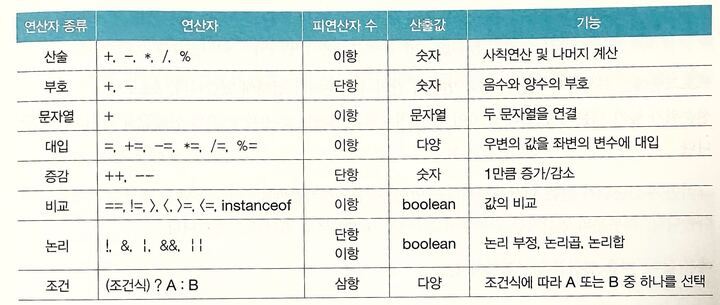 연산자 종류 연산자 피연산자 수 산출값 기능
산술 +, -, *, /, % 이항 숫자 사칙연산 및 나머지 계산
부호 +, - 단항 숫자 음수와 양수의 부호
문자열 + 이항 문자열 두 문자열을 연결
대입 =, +=, -=, *=, /=, %= 이항 다양 우변의 값을 좌변의 변수에 대입
증감 ++, -- 단항 숫자 1만큼 증가/감소
비교 ==, !=, >, <, >=, <=, instanceof 이항 boolean 값의 비교
논리 !, &, |, &&, || 단항 이항 boolean 논리 부정, 논리곱, 논리합
조건 (조건식) ? A : B 삼항 다양 조건식에 따라 A 또는 B 중 하나를 선택